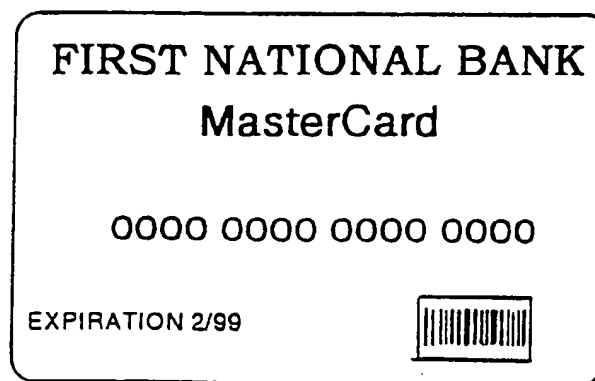 FIRST NATIONAL BANK
MasterCard
0000 0000 0000 0000
EXPIRATION 2/99